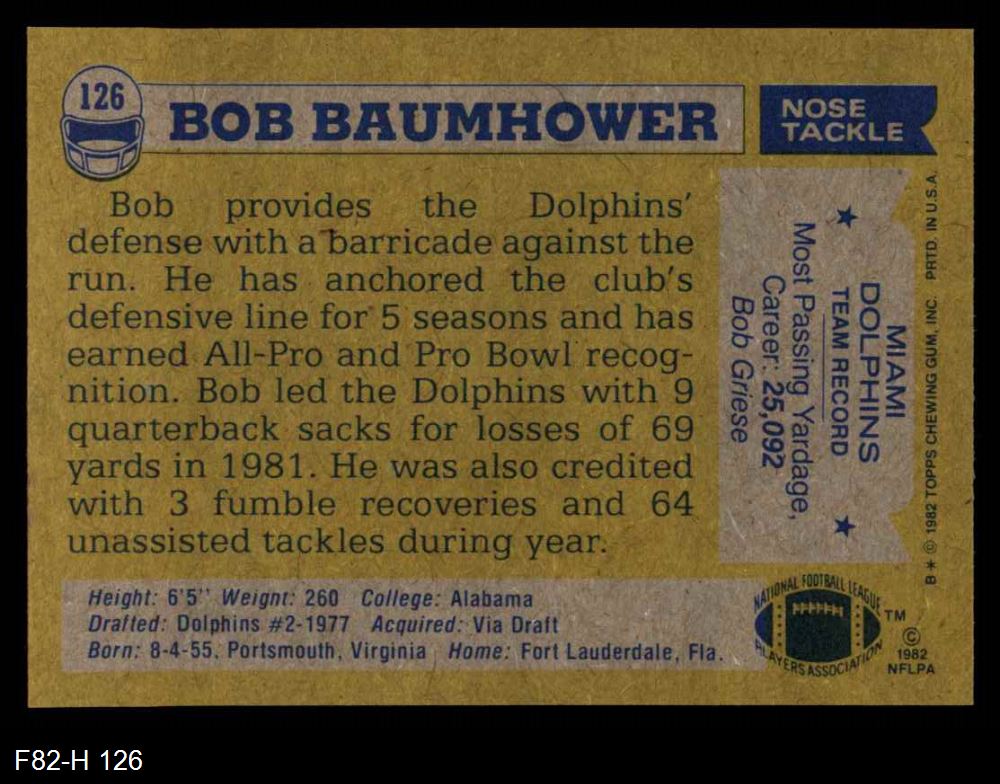 126
BOB BAUMHOWER
NOSE
TACKLE
Bob provides the Dolphins'
defense with a barricade against the
run. He has anchored the club's
defensive line for 5 seasons and has
earned All-Pro and Pro Bowl recog-
nition. Bob led the Dolphins with 9
quarterback sacks for losses of 69
yards in 1981. He was also credited
with 3 fumble recoveries and 64
unassisted tackles during year.
MIAMI
DOLPHINS
★ TEAM RECORD ★
Most Passing Yardage,
Career: 25,092
Bob Griese
B * © 1982 TOPPS CHEWING GUM, INC. PRTD. IN U.S.A.
Height: 6'5" Weight: 260 College: Alabama
Drafted: Dolphins #2-1977 Acquired: Via Draft
Born: 8-4-55, Portsmouth, Virginia Home: Fort Lauderdale, Fla.
NATIONAL FOOTBALL LEAGUE
PLAYERS ASSOCIATION
TM
©
1982
NFLPA
F82-H 126